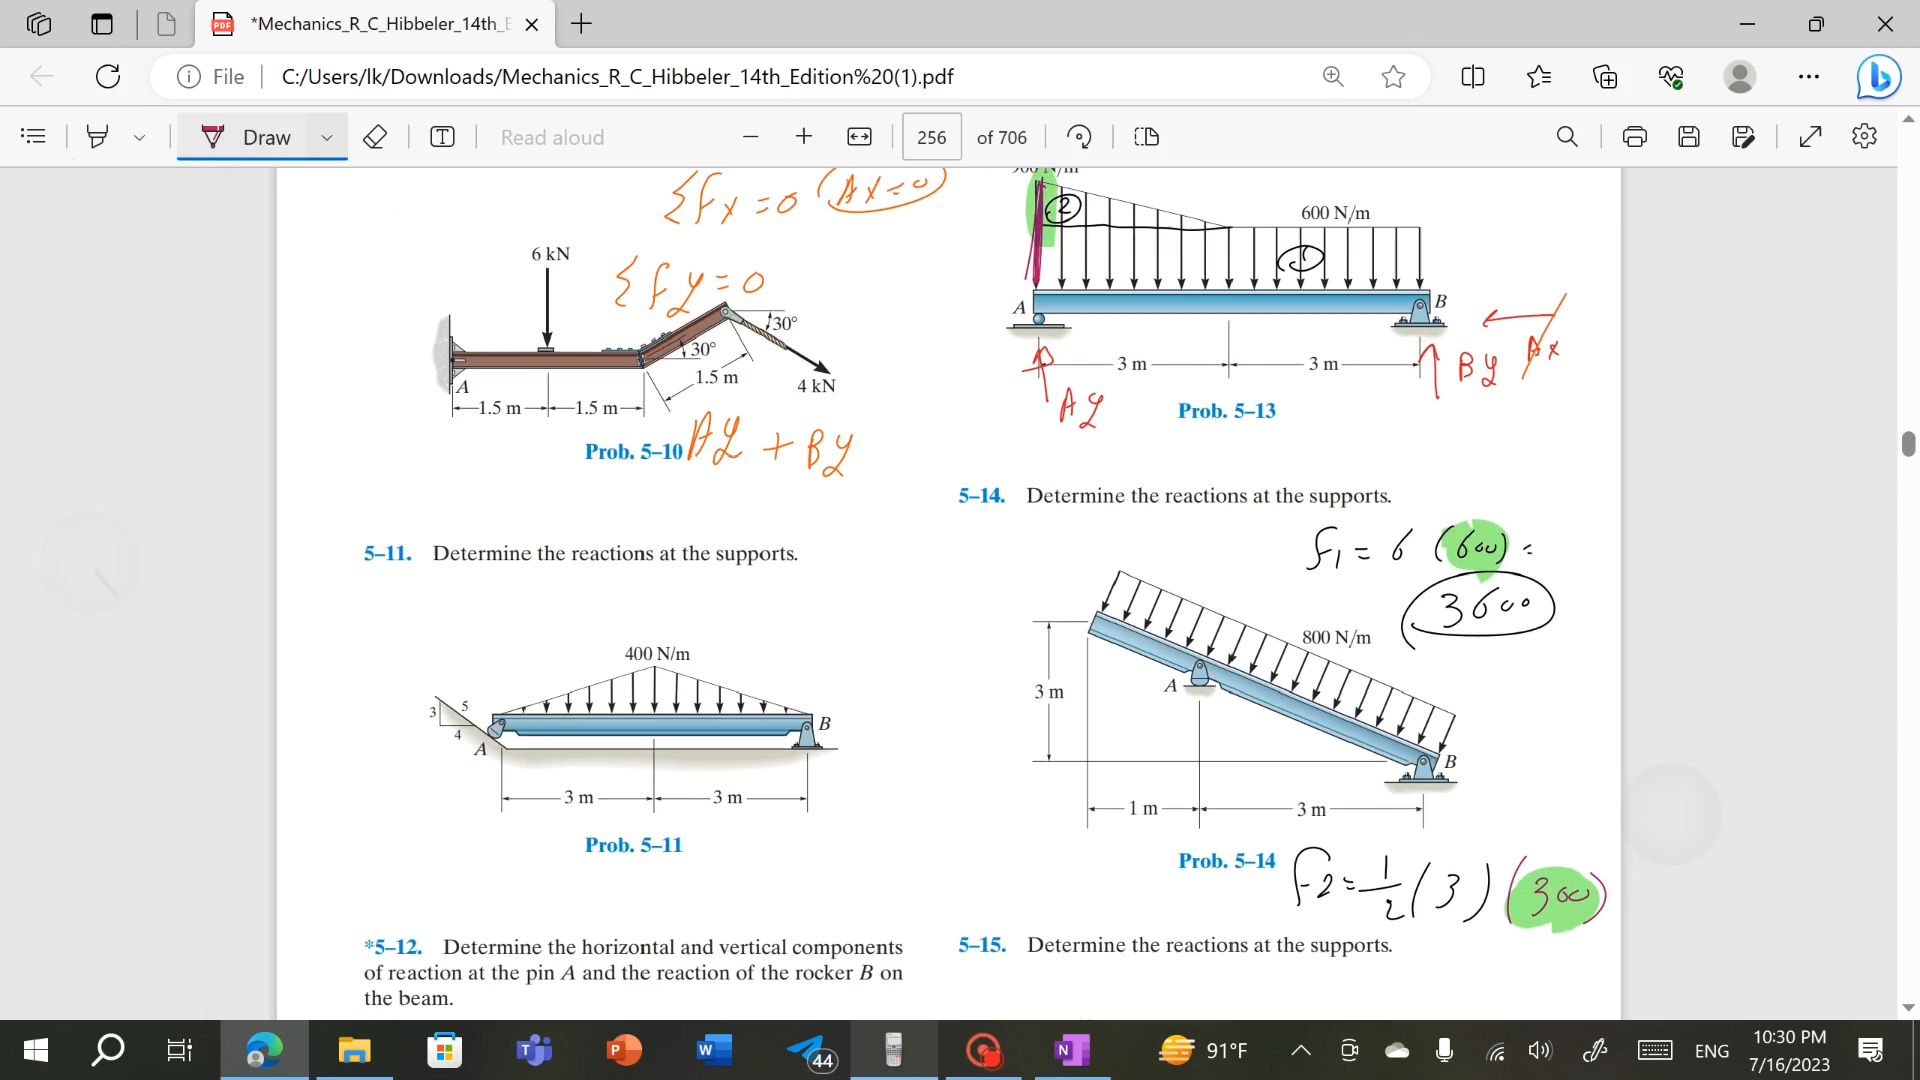 *Mechanics_R_C_Hibbeler_14th_E
File
C:/Users/lk/Downloads/Mechanics_R_C_Hibbeler_14th_Edition%20(1).pdf
Draw
Read aloud
256
of 706
Σfx = 0 (Ax = 0)
Σfy = 0
6 kN
30°
30°
1.5 m
4 kN
A
1.5 m
1.5 m
Prob. 5–10
Ay + By
5–11. Determine the reactions at the supports.
400 N/m
3
5
4
A
B
3 m
3 m
Prob. 5–11
*5–12. Determine the horizontal and vertical components
of reaction at the pin A and the reaction of the rocker B on
the beam.
900 N/m
2
600 N/m
1
A
B
3 m
3 m
Ay
By
Ax
Prob. 5–13
5–14. Determine the reactions at the supports.
f1 = 6 (600) =
3600
800 N/m
3 m
A
B
1 m
3 m
Prob. 5–14
F2 = 1/2 (3) (300)
5–15. Determine the reactions at the supports.
44
91°F
ENG
10:30 PM
7/16/2023